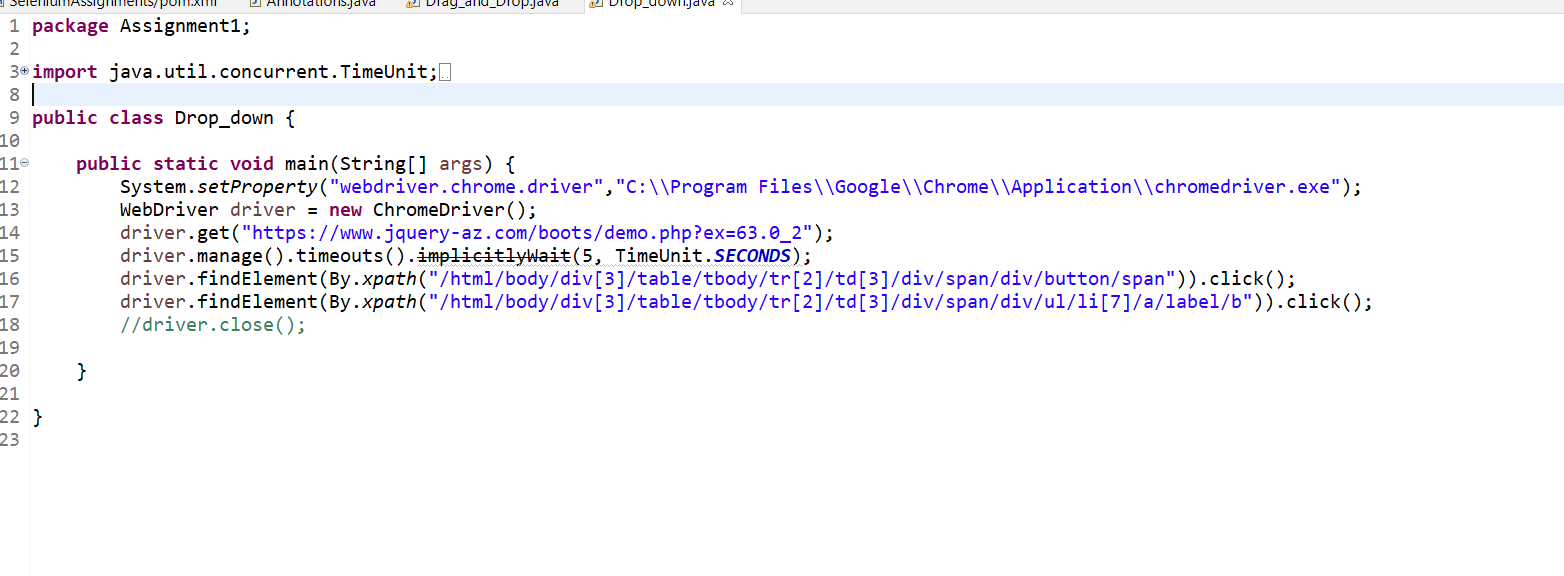 SeleniumAssignments/pom.xml Annotations.java Drag_and_Drop.java Drop_down.java
1 package Assignment1;
2
3 import java.util.concurrent.TimeUnit;
8
9 public class Drop_down {
10
11 public static void main(String[] args) {
12 System.setProperty("webdriver.chrome.driver","C:\\Program Files\\Google\\Chrome\\Application\\chromedriver.exe");
13 WebDriver driver = new ChromeDriver();
14 driver.get("https://www.jquery-az.com/boots/demo.php?ex=63.0_2");
15 driver.manage().timeouts().implicitlyWait(5, TimeUnit.SECONDS);
16 driver.findElement(By.xpath("/html/body/div[3]/table/tbody/tr[2]/td[3]/div/span/div/button/span")).click();
17 driver.findElement(By.xpath("/html/body/div[3]/table/tbody/tr[2]/td[3]/div/span/div/ul/li[7]/a/label/b")).click();
18 //driver.close();
19
20 }
21
22 }
23